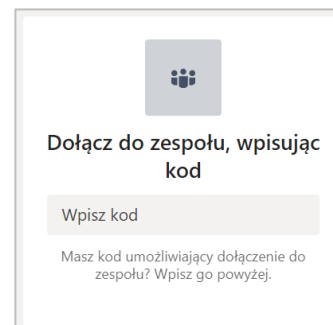 Dołącz do zespołu, wpisując
kod
Wpisz kod
Masz kod umożliwiający dołączenie do
zespołu? Wpisz go powyżej.